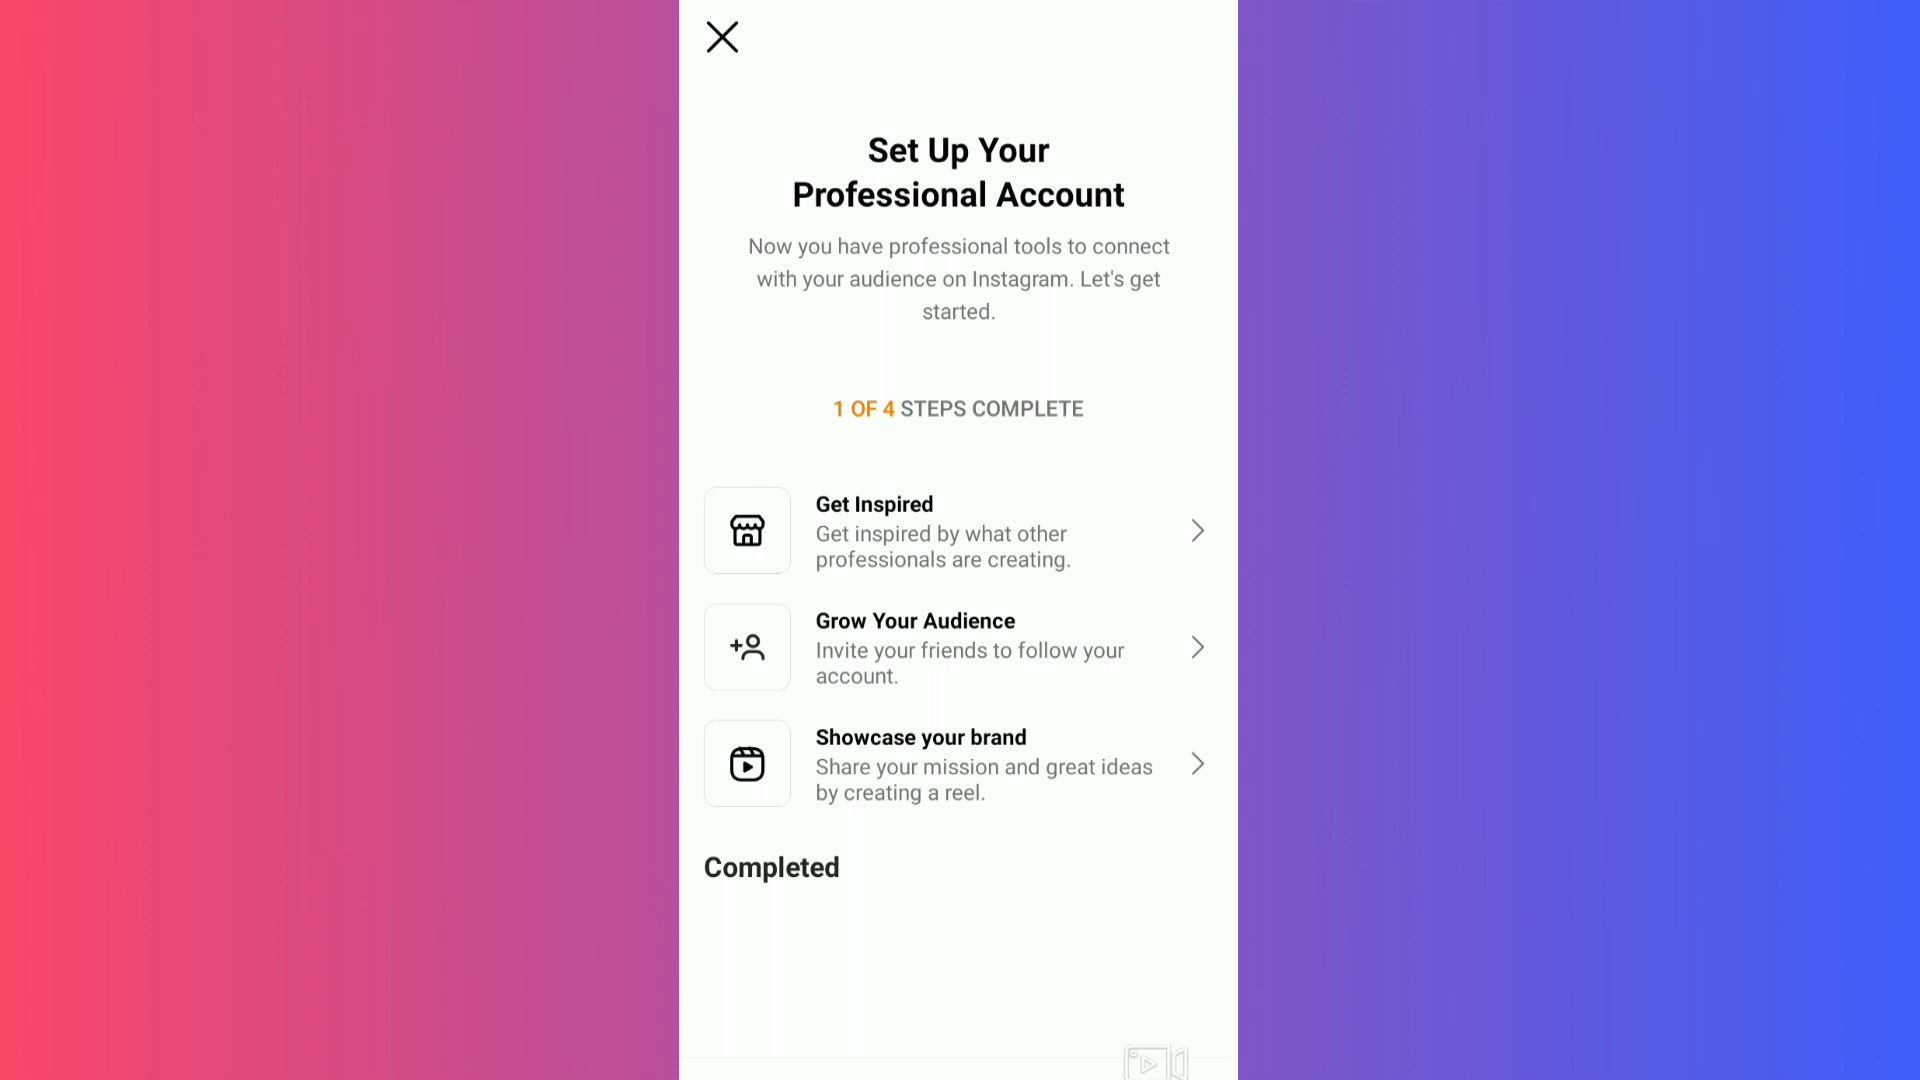 Set Up Your
Professional Account
Now you have professional tools to connect
with your audience on Instagram. Let's get
started.
1 OF 4 STEPS COMPLETE
Get Inspired
Get inspired by what other
professionals are creating.
Grow Your Audience
Invite your friends to follow your
account.
Showcase your brand
Share your mission and great ideas
by creating a reel.
Completed